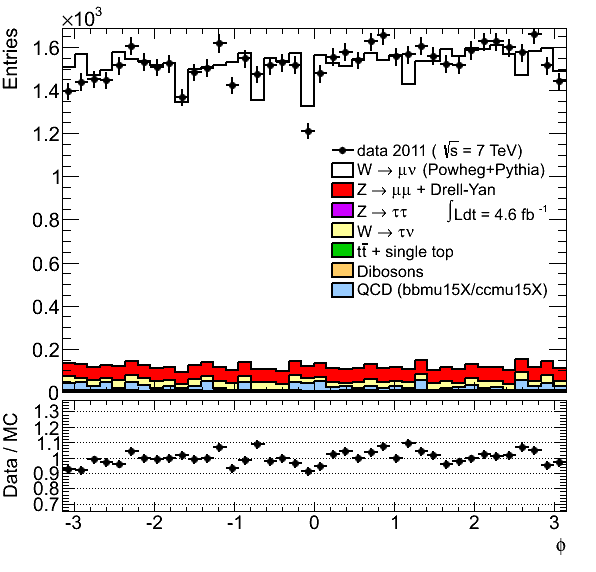 ×10³
Entries
1.6
1.4
1.2
1
0.8
0.6
0.4
0.2
0
data 2011 ( √s = 7 TeV)
W → μν (Powheg+Pythia)
Z → μμ + Drell-Yan
Z → ττ
∫Ldt = 4.6 fb⁻¹
W → τν
tt̅ + single top
Dibosons
QCD (bbmu15X/ccmu15X)
Data / MC
1.3
1.2
1.1
1
0.9
0.8
0.7
-3 -2 -1 0 1 2 3
ϕ